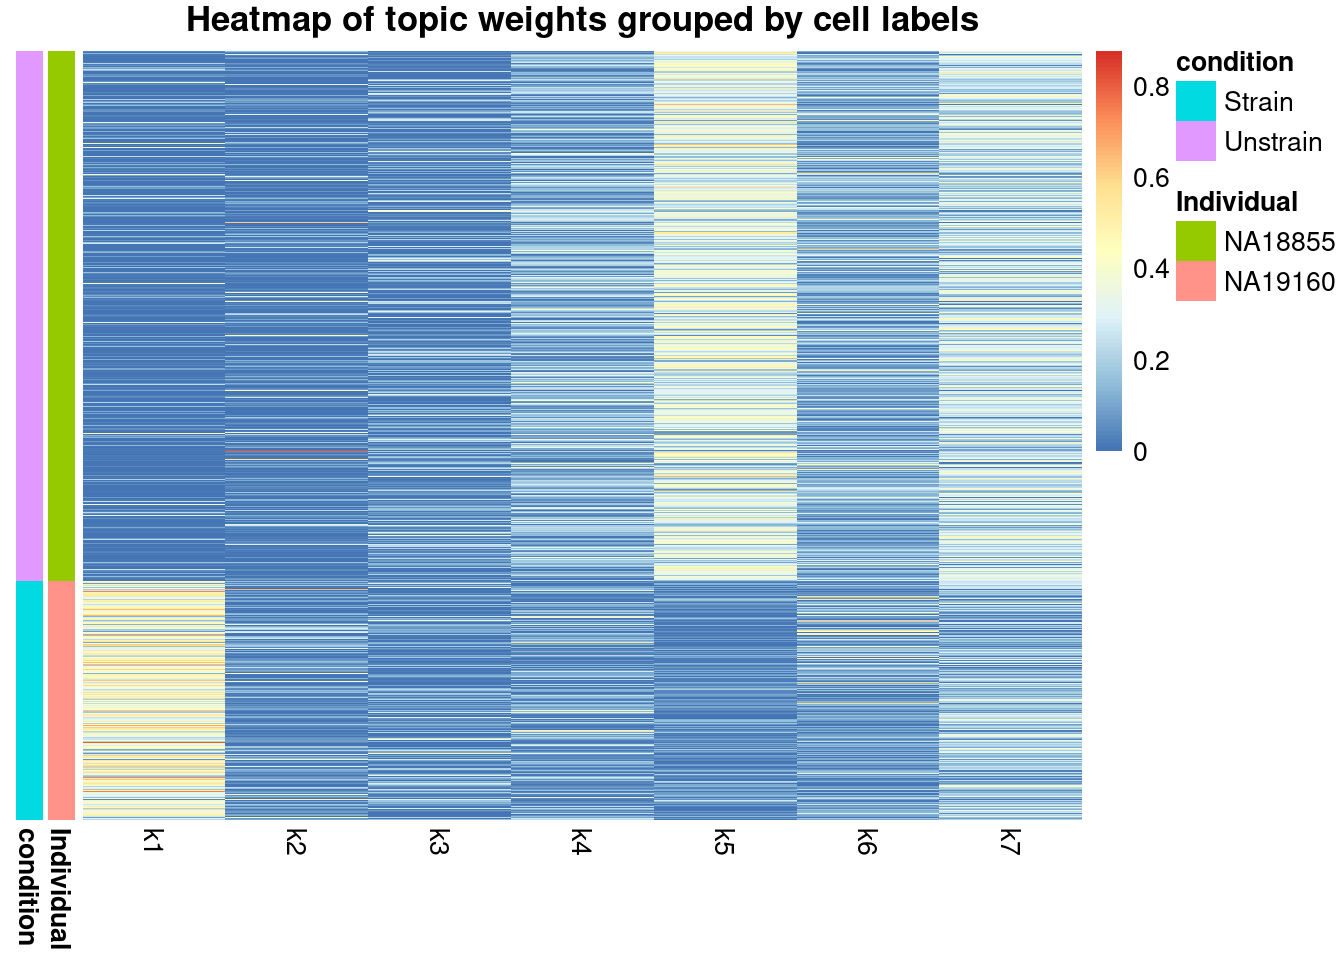 Heatmap of topic weights grouped by cell labels
0.8
0.6
0.4
0.2
0
condition
Strain
Unstrain
Individual
NA18855
NA19160
k1
k2
k3
k4
k5
k6
k7
condition
Individual